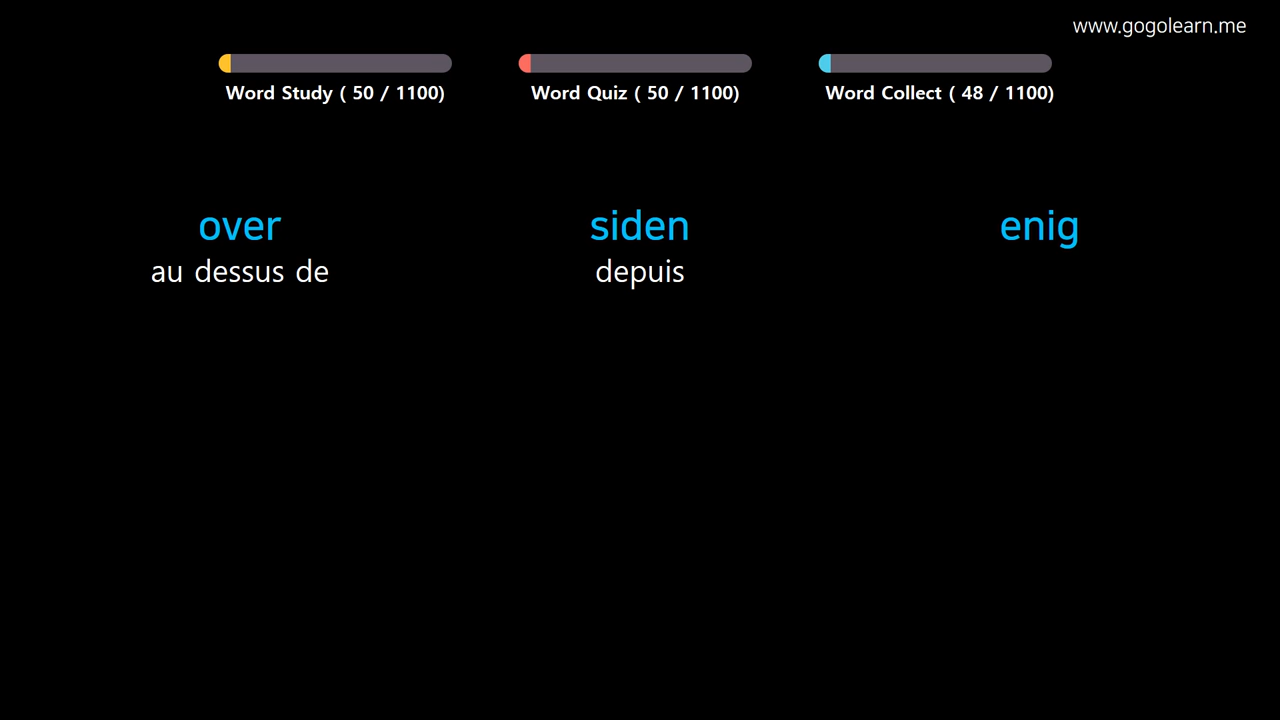 www.gogolearn.me
Word Study ( 50 / 1100)
Word Quiz ( 50 / 1100)
Word Collect ( 48 / 1100)
over
au dessus de
siden
depuis
enig